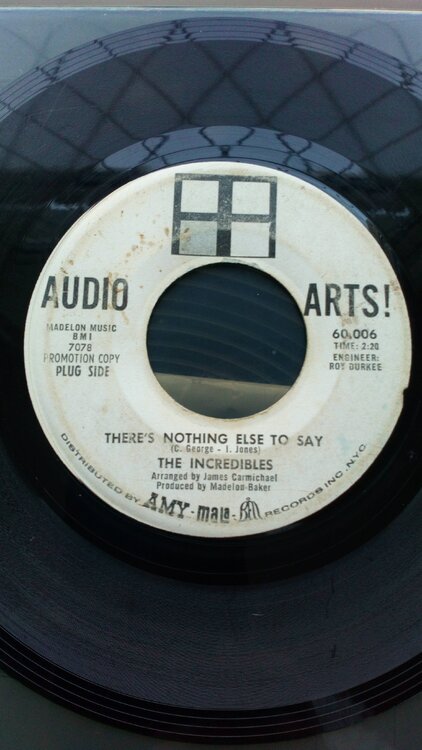 AUDIO ARTS!
MADELON MUSIC
BMI
7078
PROMOTION COPY
PLUG SIDE
60,006
TIME: 2:20
ENGINEER:
ROY DURKEE
THERE'S NOTHING ELSE TO SAY
(C. George - I. Jones)
THE INCREDIBLES
Arranged by James Carmichael
Produced by Madelon Baker
DISTRIBUTED BY AMY - mala - Bell RECORDS INC. NYC.